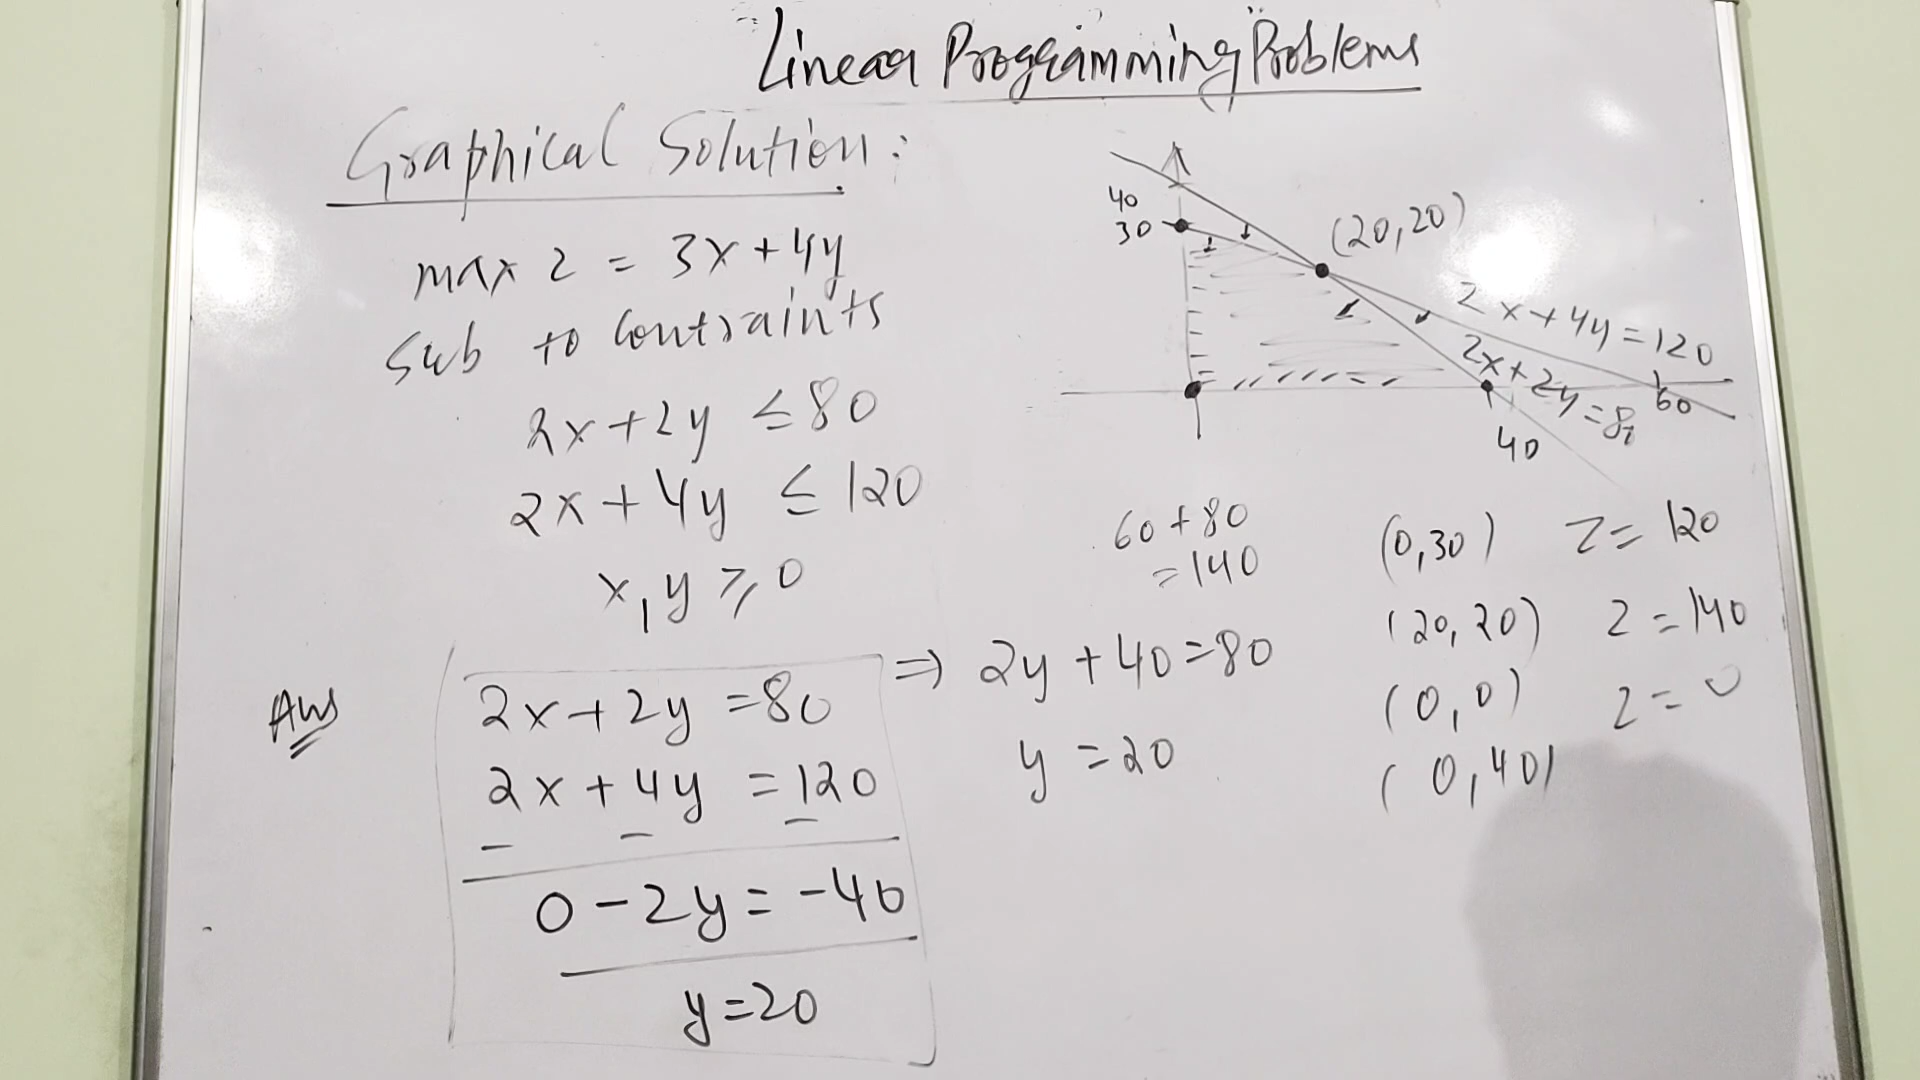 Linear Programming Problems
Graphical Solution:
max z = 3x+4y
Sub to Contraints
2x+2y ≤ 80
2x+4y ≤ 120
x,y ≥ 0
Ans
2x+2y = 80
2x+4y = 120
- - -
0-2y = -40
y=20
⇒ 2y+40=80
y=20
40
30
(20,20)
2x+4y=120
2x+2y=80
60
40
60+80
=140
(0,30) Z=120
(20,20) Z=140
(0,0) Z=0
(0,40)